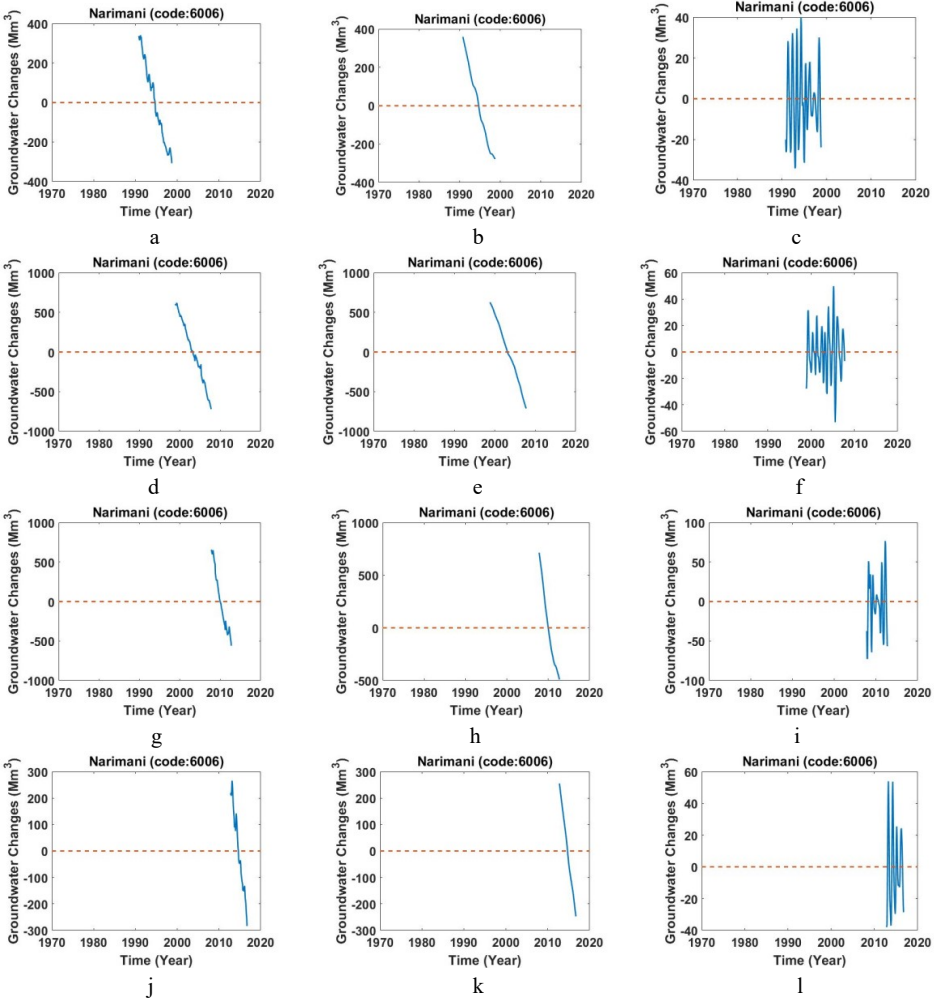 Narimani (code:6006)
Groundwater Changes (Mm³)
400
200
0
-200
-400
1970 1980 1990 2000 2010 2020
Time (Year)
a
Narimani (code:6006)
Groundwater Changes (Mm³)
400
200
0
-200
-400
1970 1980 1990 2000 2010 2020
Time (Year)
b
Narimani (code:6006)
Groundwater Changes (Mm³)
40
20
0
-20
-40
1970 1980 1990 2000 2010 2020
Time (Year)
c
Narimani (code:6006)
Groundwater Changes (Mm³)
1000
500
0
-500
-1000
1970 1980 1990 2000 2010 2020
Time (Year)
d
Narimani (code:6006)
Groundwater Changes (Mm³)
1000
500
0
-500
-1000
1970 1980 1990 2000 2010 2020
Time (Year)
e
Narimani (code:6006)
Groundwater Changes (Mm³)
60
40
20
0
-20
-40
-60
1970 1980 1990 2000 2010 2020
Time (Year)
f
Narimani (code:6006)
Groundwater Changes (Mm³)
1000
500
0
-500
-1000
1970 1980 1990 2000 2010 2020
Time (Year)
g
Narimani (code:6006)
Groundwater Changes (Mm³)
1000
500
0
-500
1970 1980 1990 2000 2010 2020
Time (Year)
h
Narimani (code:6006)
Groundwater Changes (Mm³)
100
50
0
-50
-100
1970 1980 1990 2000 2010 2020
Time (Year)
i
Narimani (code:6006)
Groundwater Changes (Mm³)
300
200
100
0
-100
-200
-300
1970 1980 1990 2000 2010 2020
Time (Year)
j
Narimani (code:6006)
Groundwater Changes (Mm³)
300
200
100
0
-100
-200
-300
1970 1980 1990 2000 2010 2020
Time (Year)
k
Narimani (code:6006)
Groundwater Changes (Mm³)
60
40
20
0
-20
-40
1970 1980 1990 2000 2010 2020
Time (Year)
l